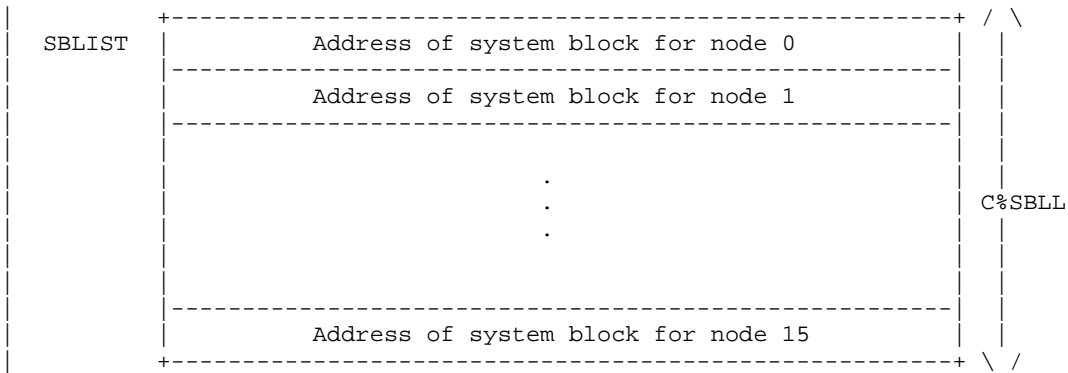 SBLIST Address of system block for node 0
Address of system block for node 1
.
.
C%SBLL
.
Address of system block for node 15